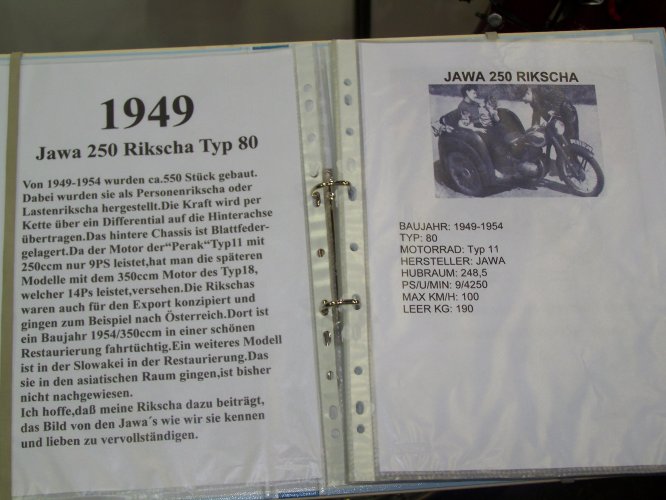 1949
Jawa 250 Rikscha Typ 80
Von 1949-1954 wurden ca.550 Stück gebaut.
Dabei wurden sie als Personenrikscha oder
Lastenrikscha hergestellt.Die Kraft wird per
Kette über ein Differential auf die Hinterachse
übertragen.Das hintere Chassis ist Blattfeder-
gelagert.Da der Motor der"Perak"Typ11 mit
250ccm nur 9PS leistet,hat man die späteren
Modelle mit dem 350ccm Motor des Typ18,
welcher 14Ps leistet,versehen.Die Rikschas
waren auch für den Export konzipiert und
gingen zum Beispiel nach Österreich.Dort ist
ein Baujahr 1954/350ccm in einer schönen
Restaurierung fahrtüchtig.Ein weiteres Modell
ist in der Slowakei in der Restaurierung.Das
sie in den asiatischen Raum gingen,ist bisher
nicht nachgewiesen.
Ich hoffe,daß meine Rikscha dazu beiträgt,
das Bild von den Jawa´s wie wir sie kennen
und lieben zu vervollständigen.
JAWA 250 RIKSCHA
BAUJAHR: 1949-1954
TYP: 80
MOTORRAD: Typ 11
HERSTELLER: JAWA
HUBRAUM: 248,5
PS/U/MIN: 9/4250
MAX KM/H: 100
LEER KG: 190